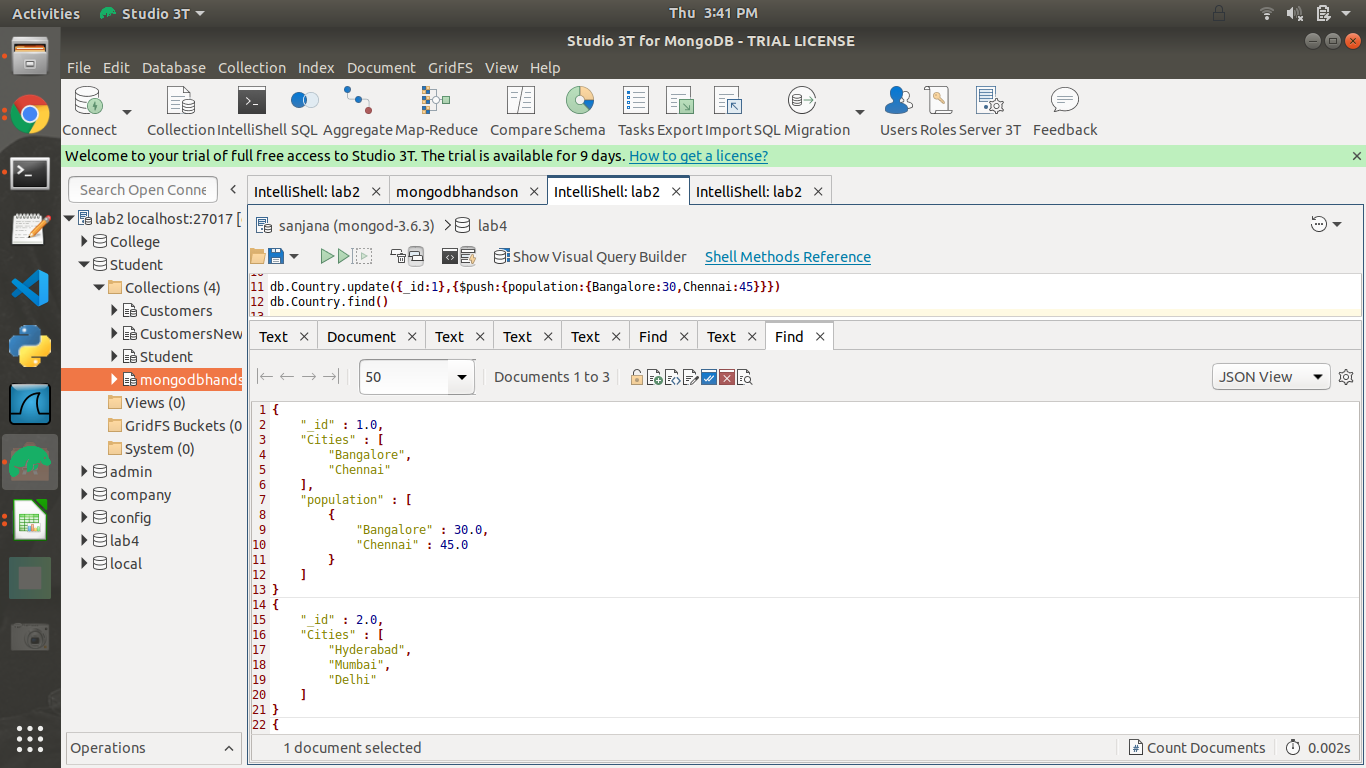 Activities Studio 3T Thu 3:41 PM
Studio 3T for MongoDB - TRIAL LICENSE
File Edit Database Collection Index Document GridFS View Help
Connect Collection IntelliShell SQL Aggregate Map-Reduce Compare Schema Tasks Export Import SQL Migration Users Roles Server 3T Feedback
Welcome to your trial of full free access to Studio 3T. The trial is available for 9 days. How to get a license?
Search Open Conne
IntelliShell: lab2 mongodbhandson IntelliShell: lab2 IntelliShell: lab2
lab2 localhost:27017 [
College
Student
Collections (4)
Customers
CustomersNew
Student
mongodbhands
Views (0)
GridFS Buckets (0
System (0)
admin
company
config
lab4
local
Operations
sanjana (mongod-3.6.3) lab4
Show Visual Query Builder Shell Methods Reference
11 db.Country.update({_id:1},{$push:{population:{Bangalore:30,Chennai:45}}})
12 db.Country.find()
13
Text Document Text Text Text Find Text Find
50 Documents 1 to 3 JSON View
1 {
2 "_id" : 1.0,
3 "Cities" : [
4 "Bangalore",
5 "Chennai"
6 ],
7 "population" : [
8 {
9 "Bangalore" : 30.0,
10 "Chennai" : 45.0
11 }
12 ]
13 }
14 {
15 "_id" : 2.0,
16 "Cities" : [
17 "Hyderabad",
18 "Mumbai",
19 "Delhi"
20 ]
21 }
22 {
1 document selected Count Documents 0.002s